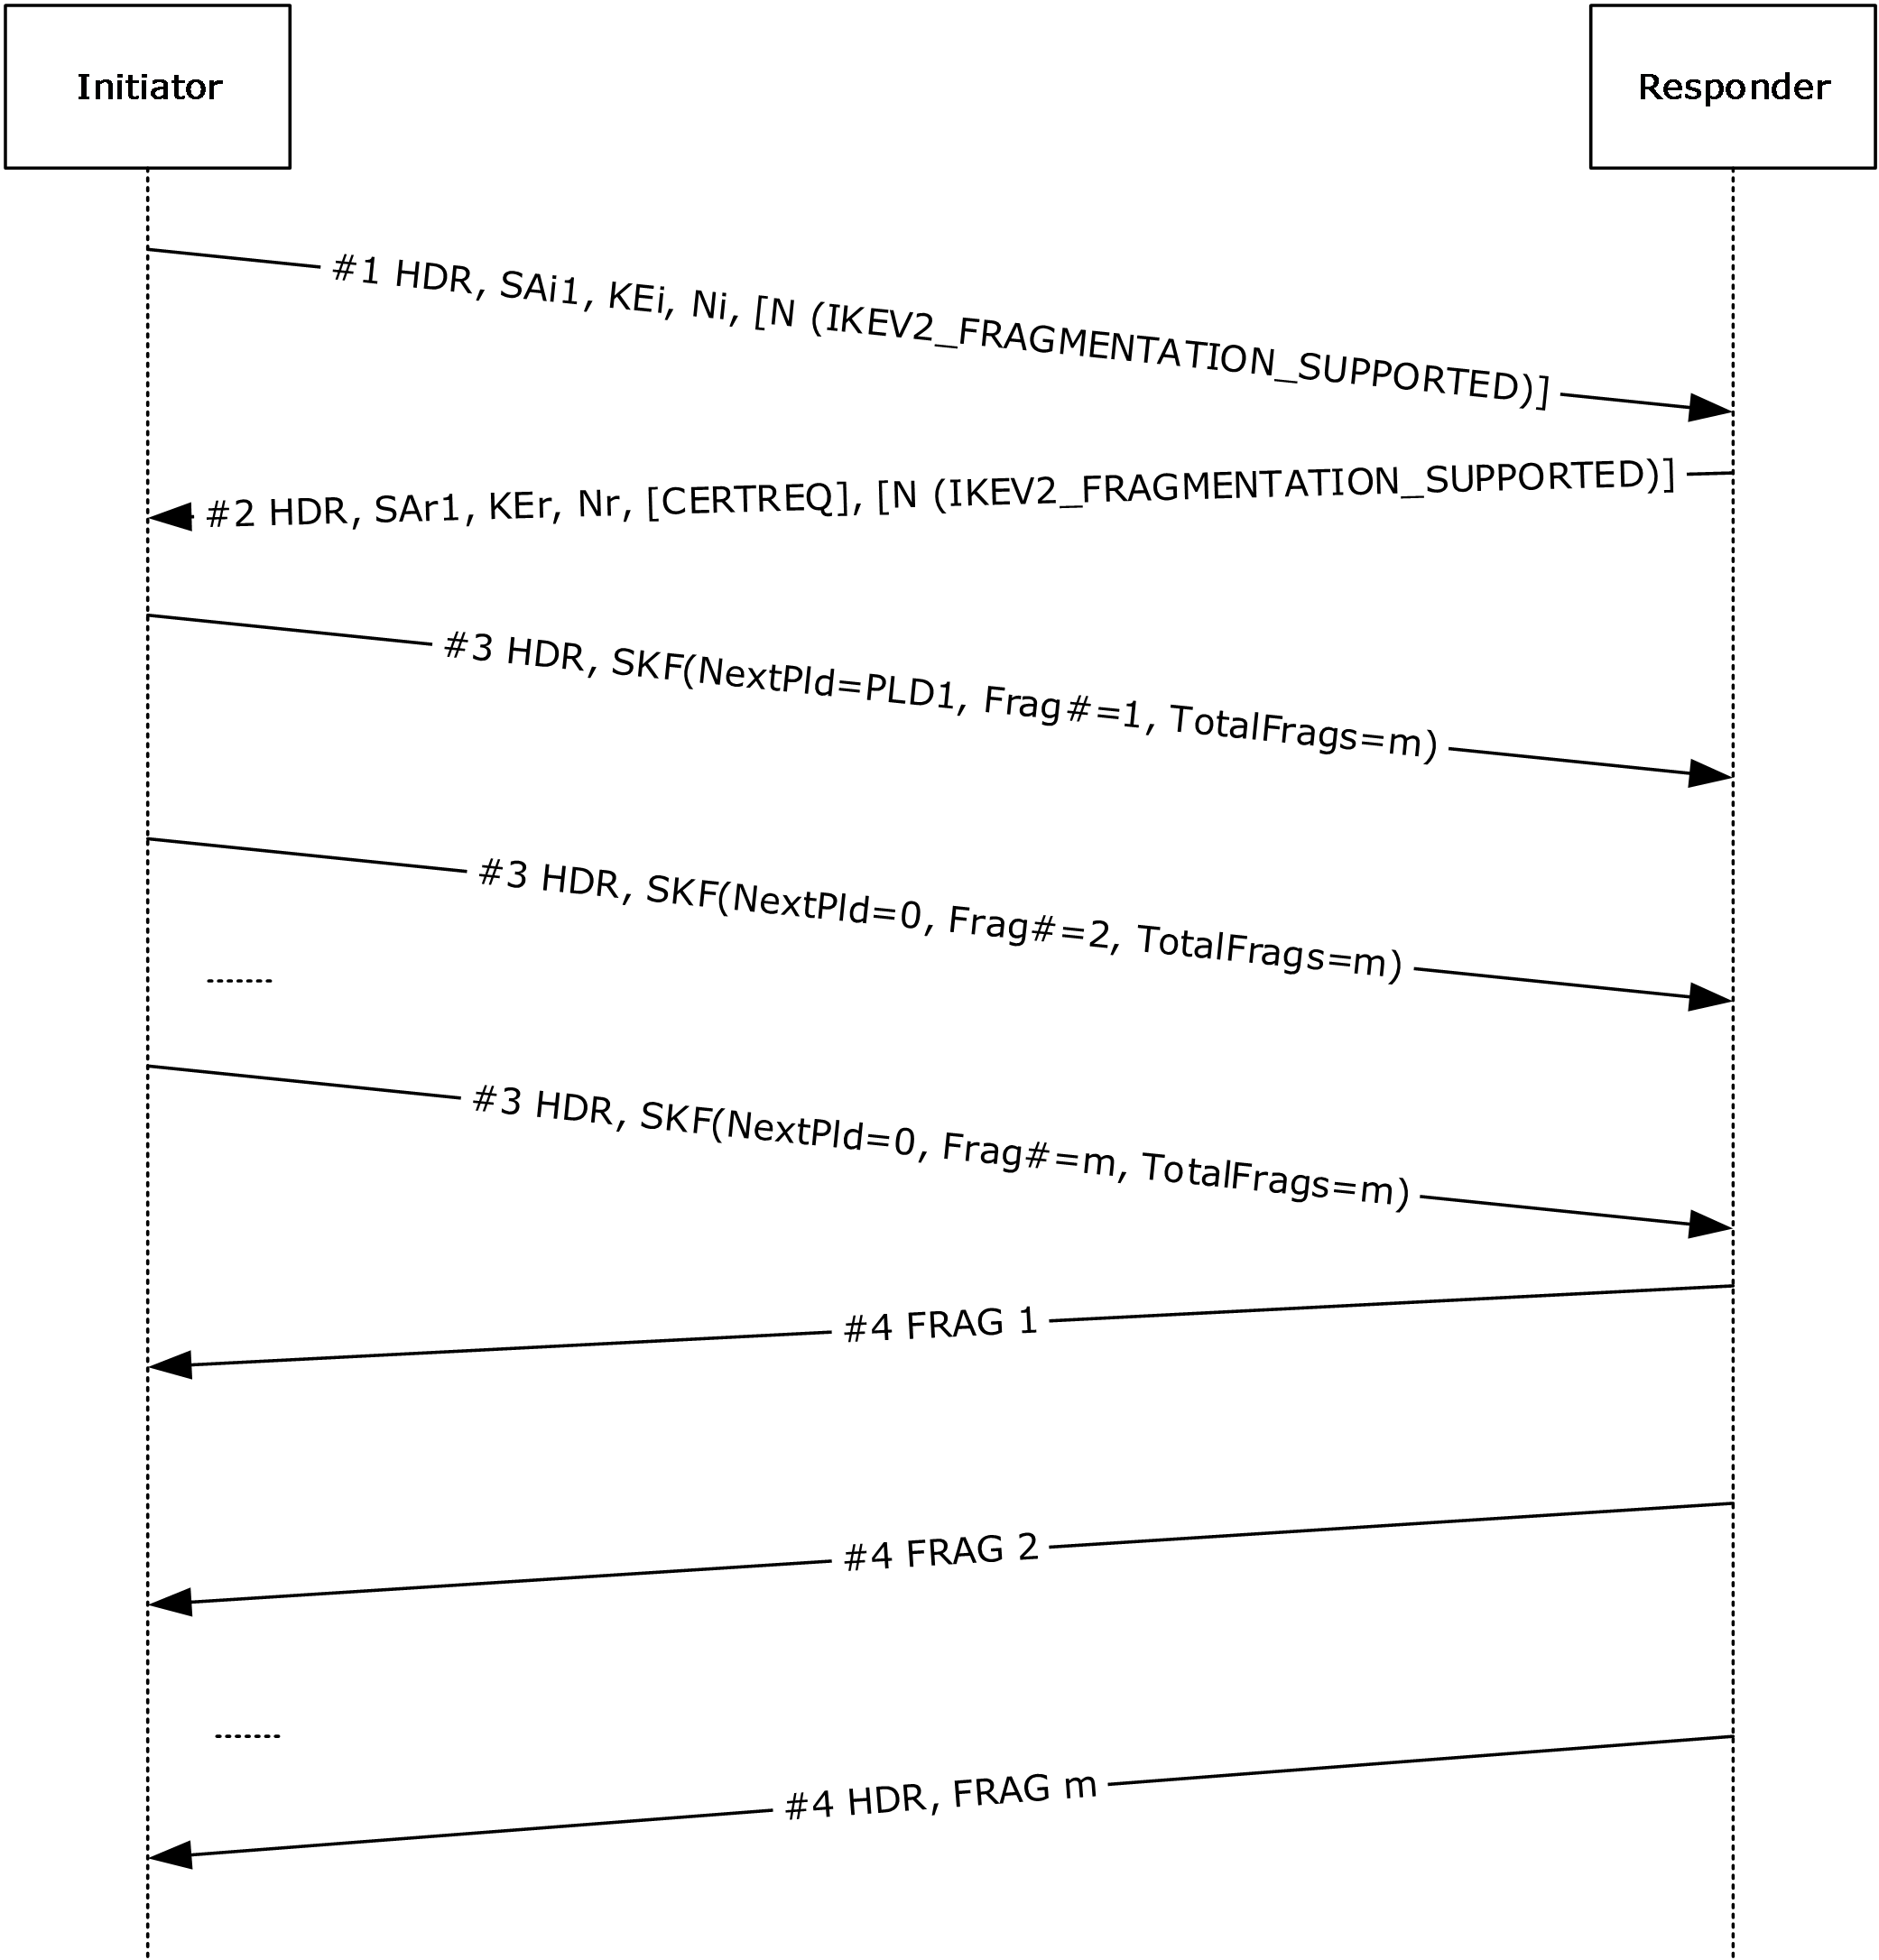 Initiator
Responder
#1 HDR, SAi1, KEi, Ni, [N (IKEV2_FRAGMENTATION_SUPPORTED)]
#2 HDR, SAr1, KEr, Nr, [CERTREQ], [N (IKEV2_FRAGMENTATION_SUPPORTED)]
#3 HDR, SKF(NextPld=PLD1, Frag#=1, TotalFrags=m)
#3 HDR, SKF(NextPld=0, Frag#=2, TotalFrags=m)
#3 HDR, SKF(NextPld=0, Frag#=m, TotalFrags=m)
#4 FRAG 1
#4 FRAG 2
#4 HDR, FRAG m